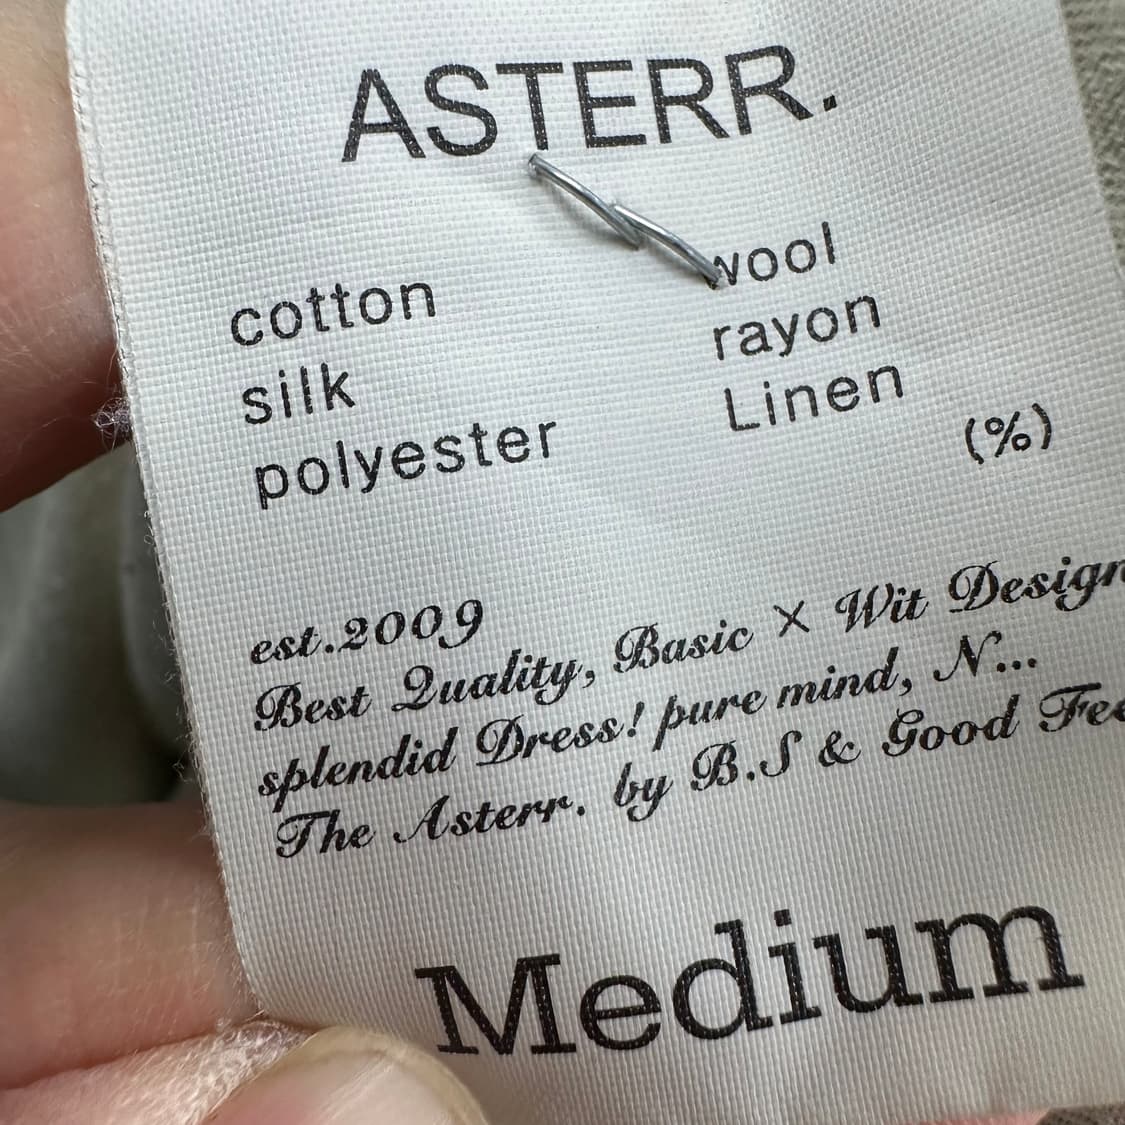 ASTERR.
cotton wool
silk rayon
polyester Linen
(%)
est.2009
Best Quality, Basic × Wit Design
splendid Dress! pure mind, N...
The Asterr. by B.S & Good
Medium